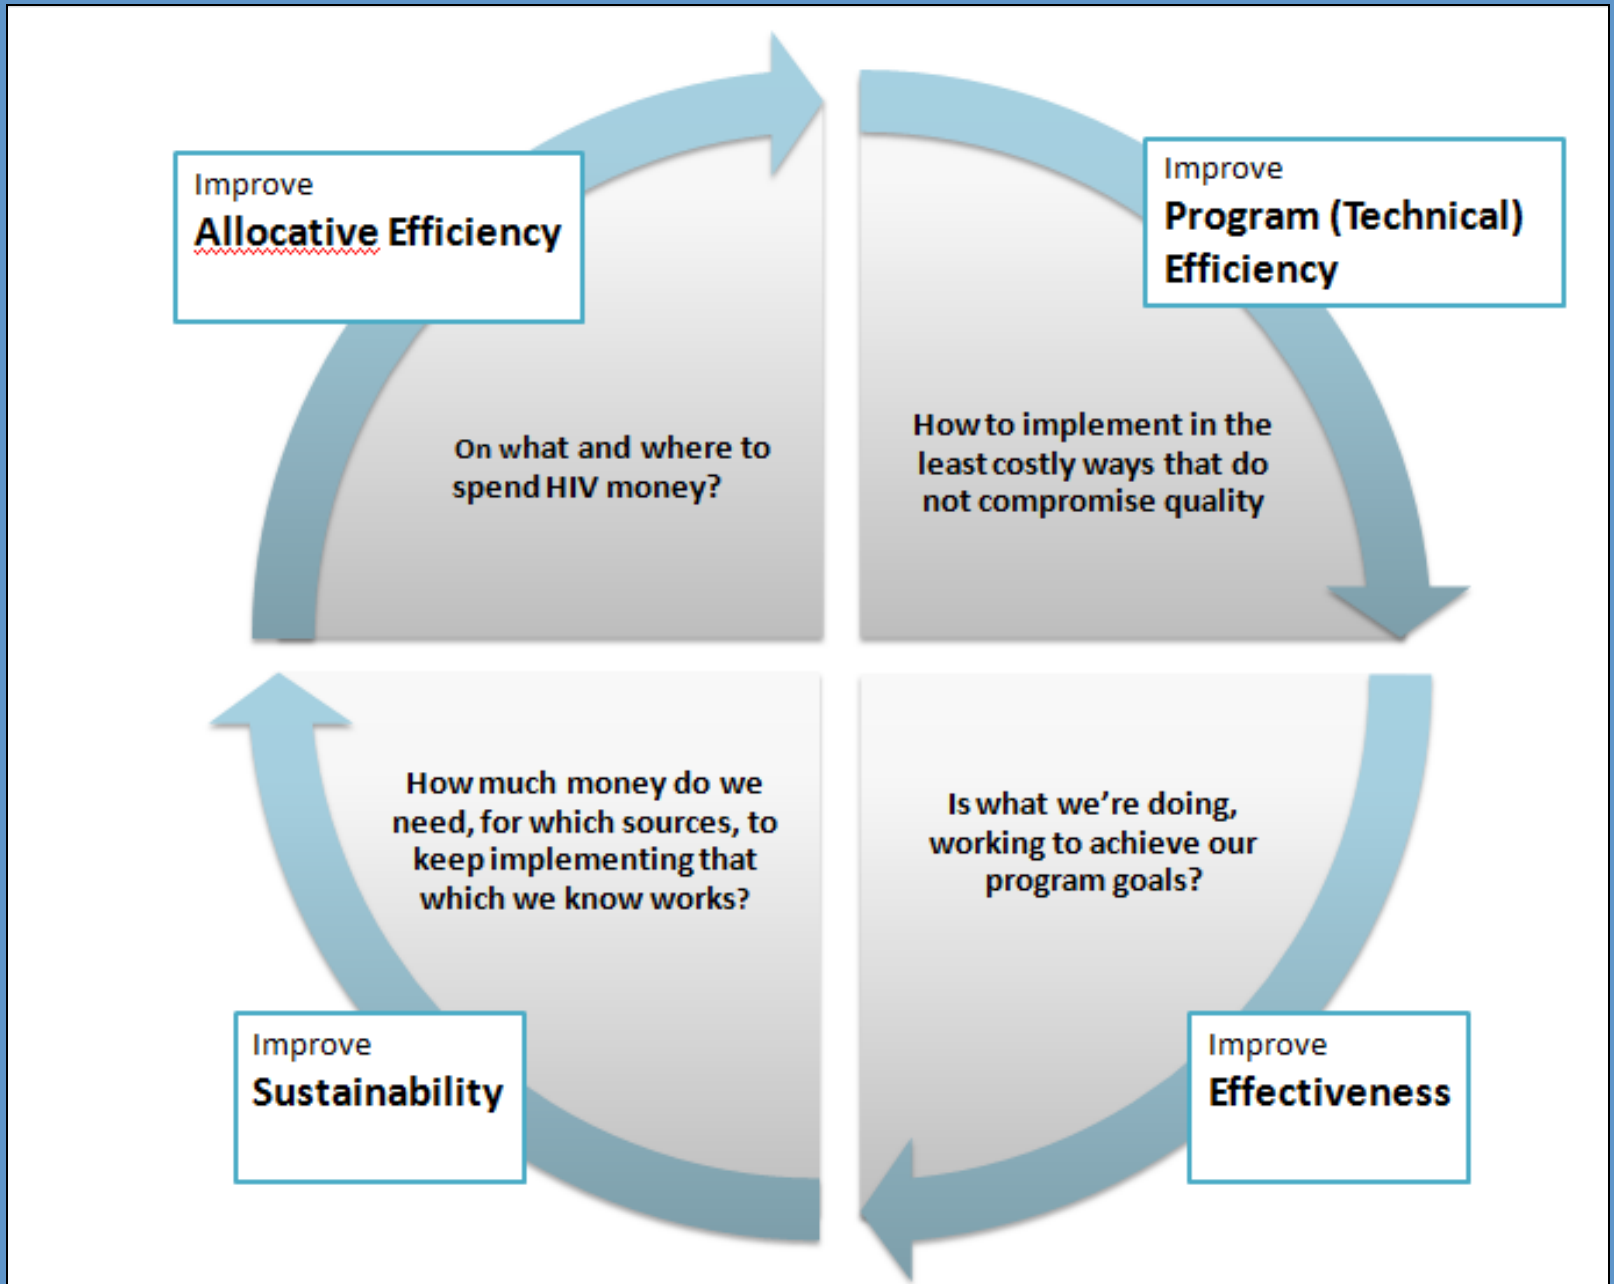 Improve
Allocative Efficiency
On what and where to
spend HIV money?
Improve
Program (Technical)
Efficiency
How to implement in the
least costly ways that do
not compromise quality
How much money do we
need, for which sources, to
keep implementing that
which we know works?
Improve
Sustainability
Is what we're doing,
working to achieve our
program goals?
Improve
Effectiveness